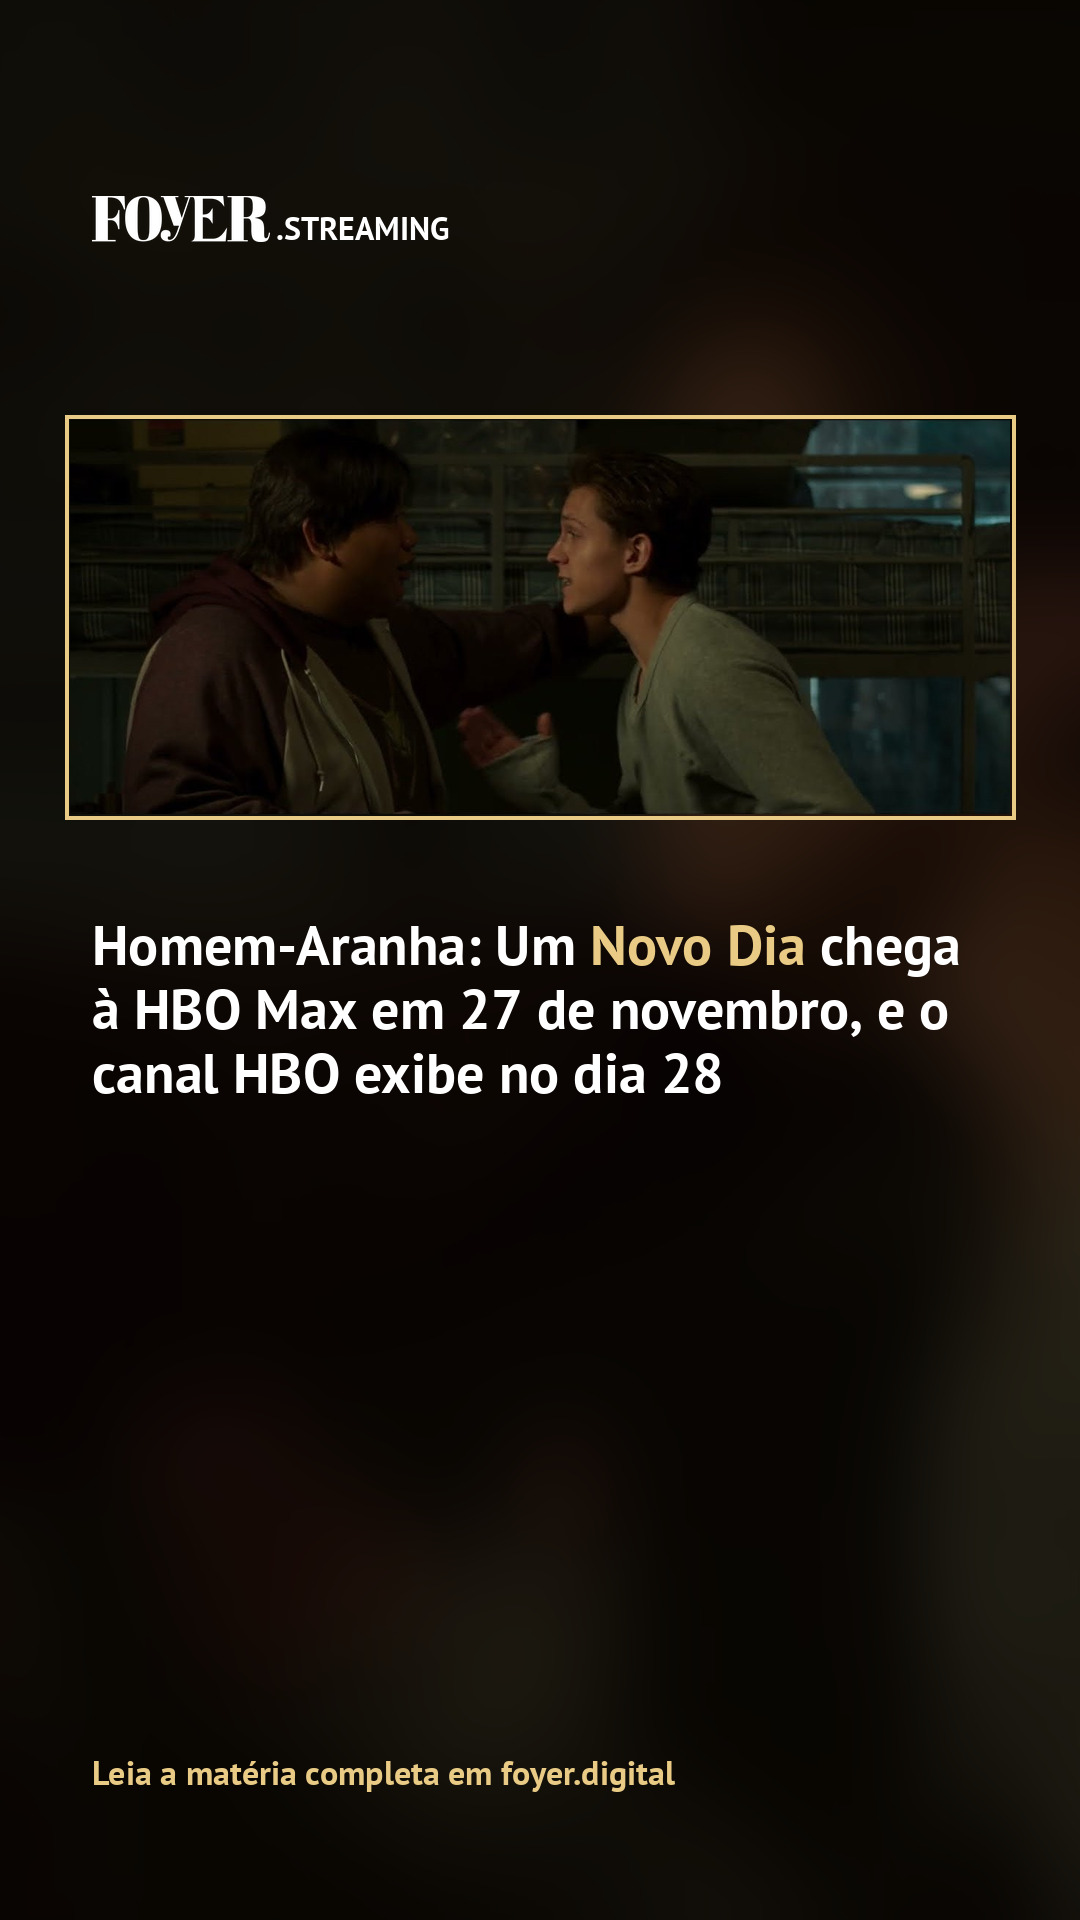 FOYER .STREAMING
Homem-Aranha: Um Novo Dia chega
à HBO Max em 27 de novembro, e o
canal HBO exibe no dia 28
Leia a matéria completa em foyer.digital